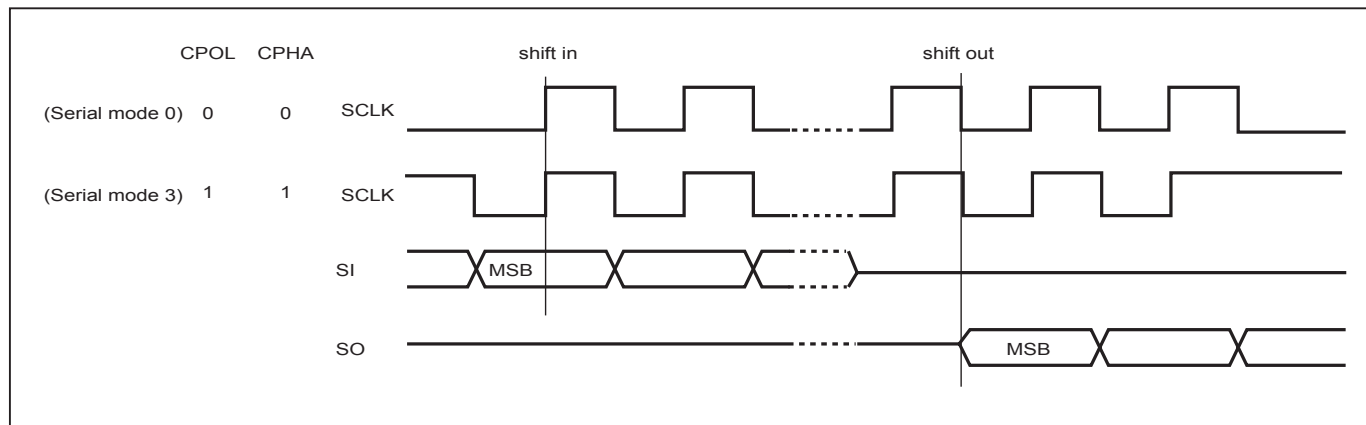 CPOL CPHA shift in shift out
(Serial mode 0) 0 0 SCLK
(Serial mode 3) 1 1 SCLK
SI MSB
SO MSB